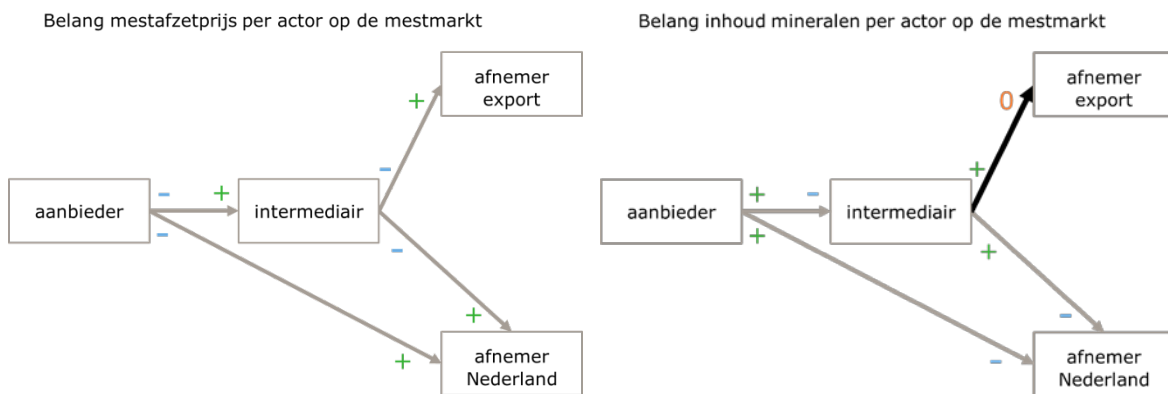 Belang mestafzetprijs per actor op de mestmarkt
afnemer
export
+
-
aanbieder
-
+
intermediair
-
-
+
+
afnemer
Nederland
Belang inhoud mineralen per actor op de mestmarkt
afnemer
export
0
+
aanbieder
+
-
intermediair
+
+
-
-
afnemer
Nederland